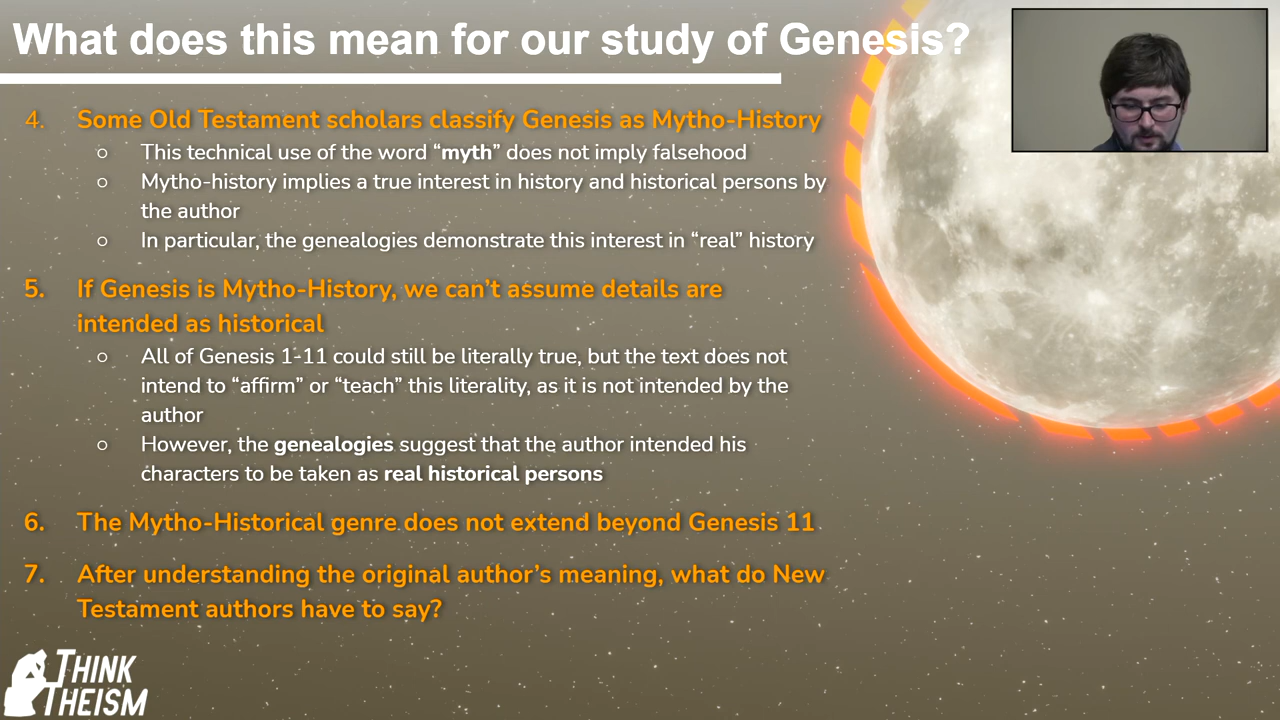 What does this mean for our study of Genesis?
4. Some Old Testament scholars classify Genesis as Mytho-History
○ This technical use of the word “myth” does not imply falsehood
○ Mytho-history implies a true interest in history and historical persons by
the author
○ In particular, the genealogies demonstrate this interest in “real” history
5. If Genesis is Mytho-History, we can’t assume details are
intended as historical
○ All of Genesis 1-11 could still be literally true, but the text does not
intend to “affirm” or “teach” this literality, as it is not intended by the
author
○ However, the genealogies suggest that the author intended his
characters to be taken as real historical persons
6. The Mytho-Historical genre does not extend beyond Genesis 11
7. After understanding the original author’s meaning, what do New
Testament authors have to say?
THINK
THEISM